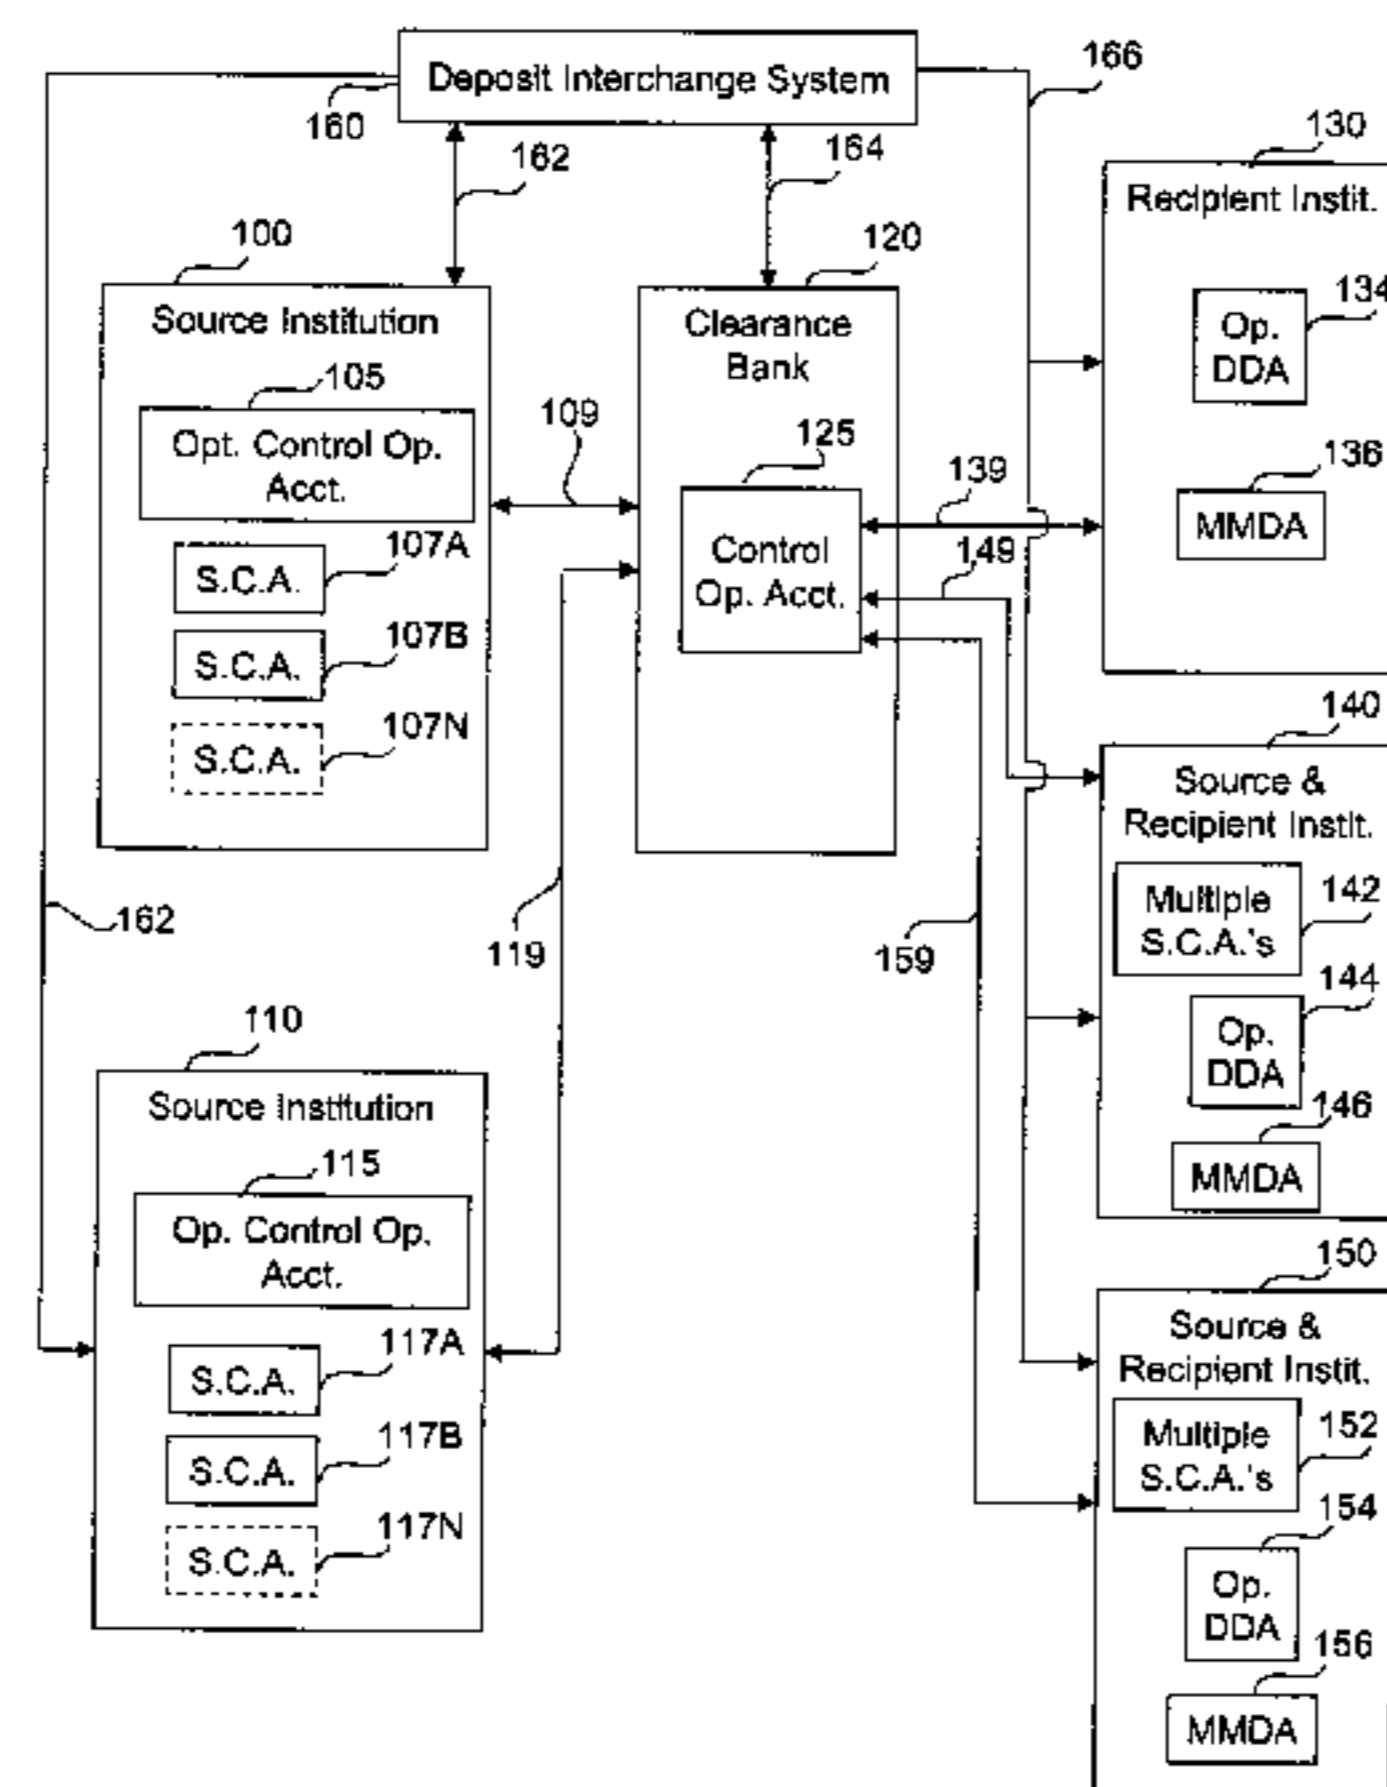 Deposit Interchange System
160
162
164
166
130
Recipient Instit.
134
Op.
DDA
136
MMDA
100
Source Institution
105
Opt. Control Op.
Acct.
107A
S.C.A.
107B
S.C.A.
107N
S.C.A.
109
120
Clearance
Bank
125
Control
Op. Acct.
139
149
140
Source &
Recipient Instit.
142
Multiple
S.C.A.'s
144
Op.
DDA
146
MMDA
162
119
159
110
Source Institution
115
Op. Control Op.
Acct.
117A
S.C.A.
117B
S.C.A.
117N
S.C.A.
150
Source &
Recipient Instit.
152
Multiple
S.C.A.'s
154
Op.
DDA
156
MMDA